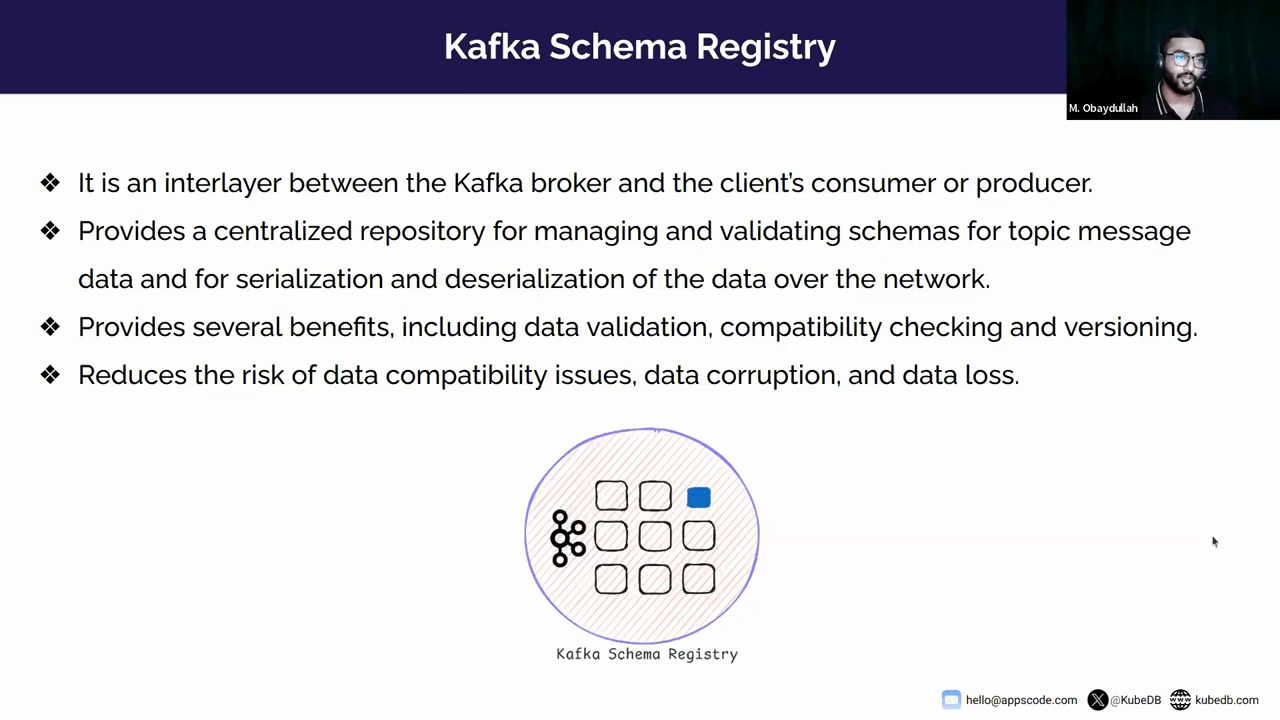 Kafka Schema Registry
M. Obaydullah
❖ It is an interlayer between the Kafka broker and the client's consumer or producer.
❖ Provides a centralized repository for managing and validating schemas for topic message
data and for serialization and deserialization of the data over the network.
❖ Provides several benefits, including data validation, compatibility checking and versioning.
❖ Reduces the risk of data compatibility issues, data corruption, and data loss.
Kafka Schema Registry
hello@appscode.com @KubeDB kubedb.com